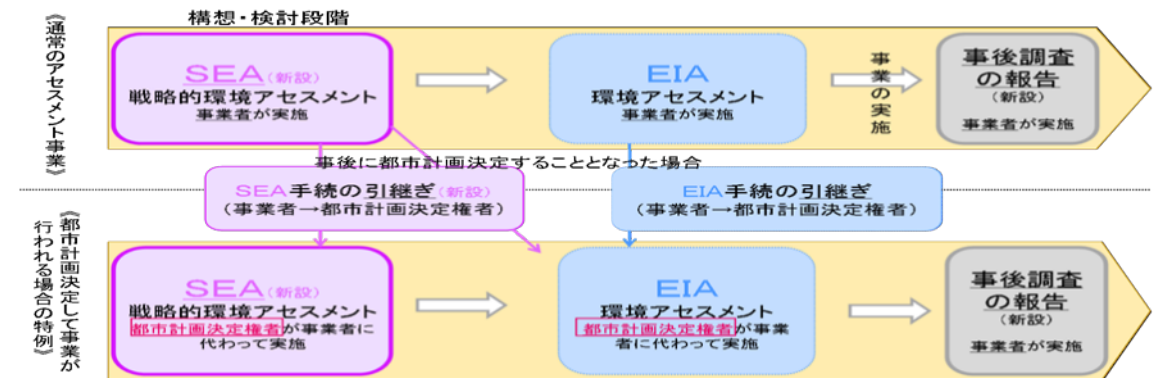 《通常のアセスメント事業》
構想・検討段階
SEA(新設)
戦略的環境アセスメント
事業者が実施
EIA
環境アセスメント
事業者が実施
事業の実施
事後調査
の報告
(新設)
事業者が実施
事後に都市計画決定することとなった場合
SEA手続の引継ぎ(新設)
(事業者→都市計画決定権者)
EIA手続の引継ぎ
(事業者→都市計画決定権者)
《都市計画決定して事業が
行われる場合の特例》
SEA(新設)
戦略的環境アセスメント
都市計画決定権者が事業者に
代わって実施
EIA
環境アセスメント
都市計画決定権者が事業
者に代わって実施
事後調査
の報告
(新設)
事業者が実施